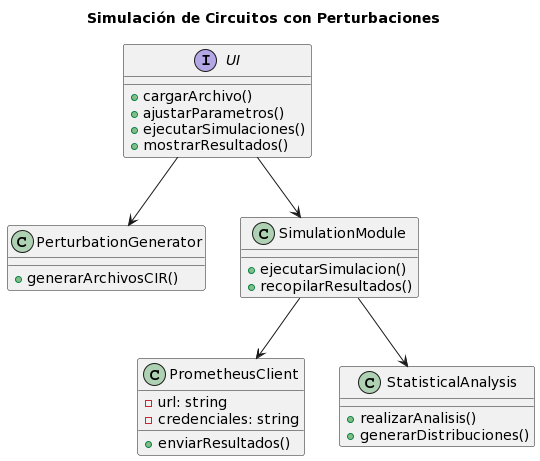 Simulación de Circuitos con Perturbaciones
I UI
cargarArchivo()
ajustarParametros()
ejecutarSimulaciones()
mostrarResultados()
C PerturbationGenerator
generarArchivosCIR()
C SimulationModule
ejecutarSimulacion()
recopilarResultados()
C PrometheusClient
url: string
credenciales: string
enviarResultados()
C StatisticalAnalysis
realizarAnalisis()
generarDistribuciones()